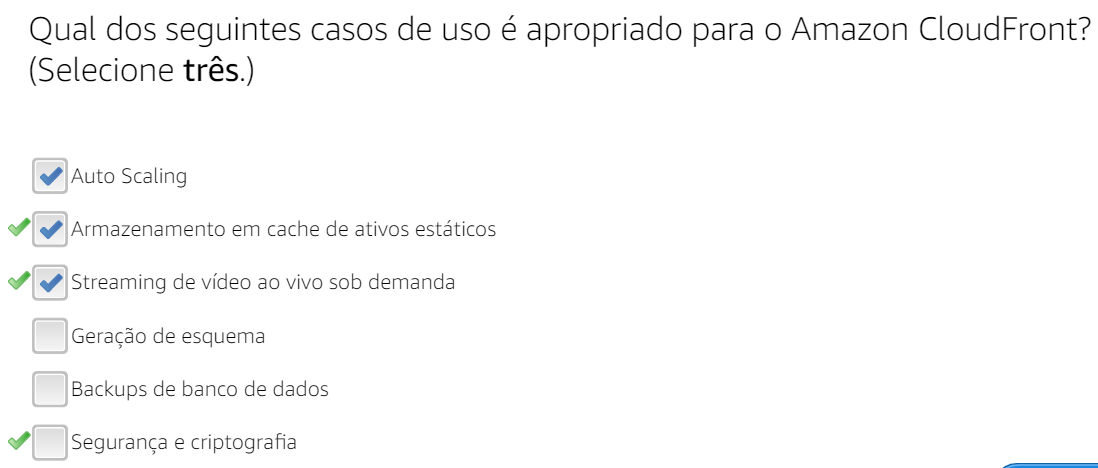 Qual dos seguintes casos de uso é apropriado para o Amazon CloudFront?
(Selecione três.)
Auto Scaling
Armazenamento em cache de ativos estáticos
Streaming de vídeo ao vivo sob demanda
Geração de esquema
Backups de banco de dados
Segurança e criptografia